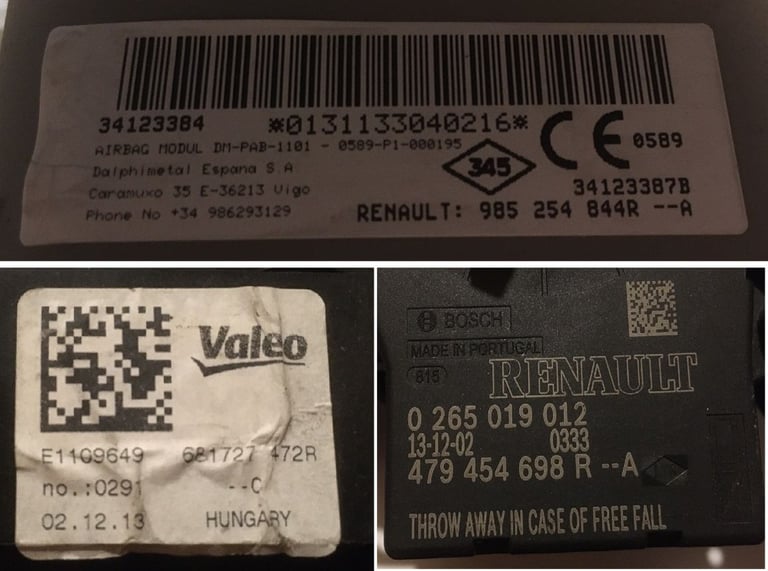 34123384 *0131133040216*
AIRBAG MODUL DM-PAB-1101 - 0589-P1-000195
0589
Dalphimetal Espana S.A
345
Caramuxo 35 E-36213 Vigo
34123387B
Phone No +34 986293129
RENAULT: 985 254 844R --A
Valeo
E1109649 681727 472R
no.:0291 --C
02.12.13 HUNGARY
BOSCH
MADE IN PORTUGAL
815
RENAULT
0 265 019 012
13-12-02 0333
479 454 698 R --A
THROW AWAY IN CASE OF FREE FALL